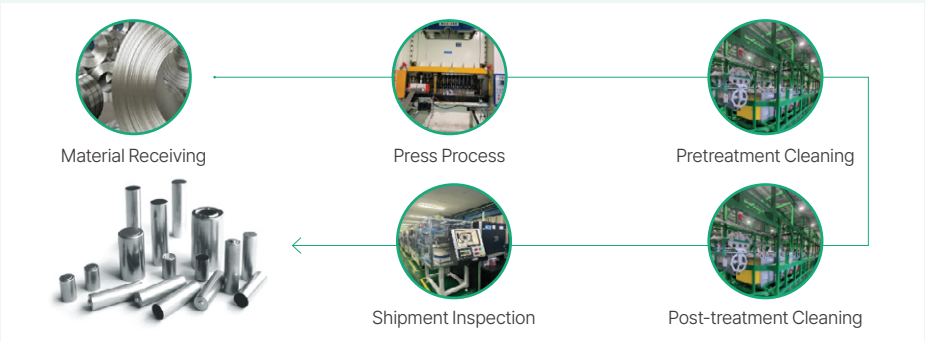 Material Receiving
Press Process
Pretreatment Cleaning
Post-treatment Cleaning
Shipment Inspection